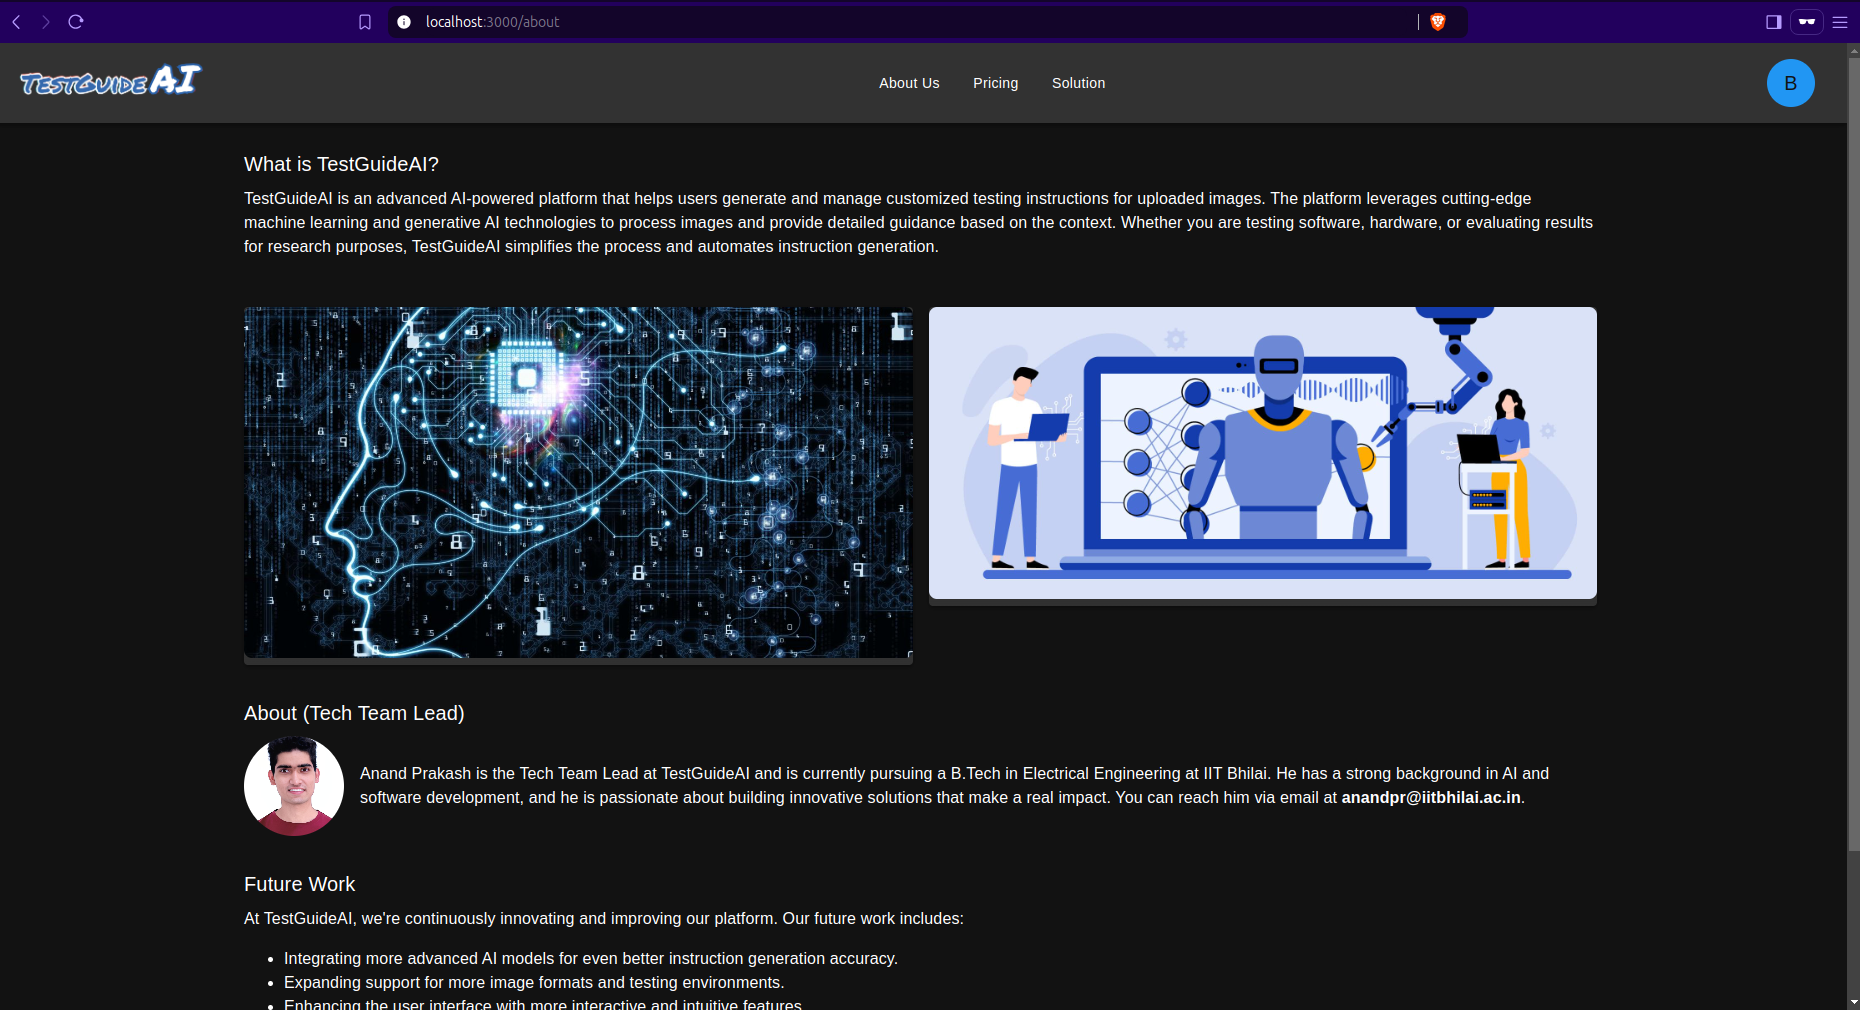 localhost:3000/about
TESTGUIDE AI
About Us
Pricing
Solution
B
What is TestGuideAI?
TestGuideAI is an advanced AI-powered platform that helps users generate and manage customized testing instructions for uploaded images. The platform leverages cutting-edge
machine learning and generative AI technologies to process images and provide detailed guidance based on the context. Whether you are testing software, hardware, or evaluating results
for research purposes, TestGuideAI simplifies the process and automates instruction generation.
About (Tech Team Lead)
Anand Prakash is the Tech Team Lead at TestGuideAI and is currently pursuing a B.Tech in Electrical Engineering at IIT Bhilai. He has a strong background in AI and
software development, and he is passionate about building innovative solutions that make a real impact. You can reach him via email at anandpr@iitbhilai.ac.in.
Future Work
At TestGuideAI, we're continuously innovating and improving our platform. Our future work includes:
• Integrating more advanced AI models for even better instruction generation accuracy.
• Expanding support for more image formats and testing environments.
• Enhancing the user interface with more interactive and intuitive features.